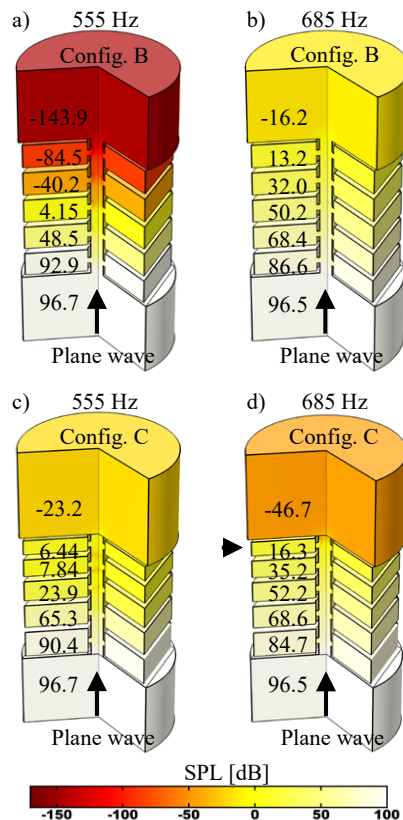 a) 555 Hz b) 685 Hz
Config. B Config. B
-143.9 -16.2
-84.5 13.2
-40.2 32.0
4.15 50.2
48.5 68.4
92.9 86.6
96.7 96.5
Plane wave Plane wave
c) 555 Hz d) 685 Hz
Config. C Config. C
-23.2 -46.7
6.44 16.3
7.84 35.2
23.9 52.2
65.3 68.6
90.4 84.7
96.7 96.5
Plane wave Plane wave
SPL [dB]
-150 -100 -50 0 50 100